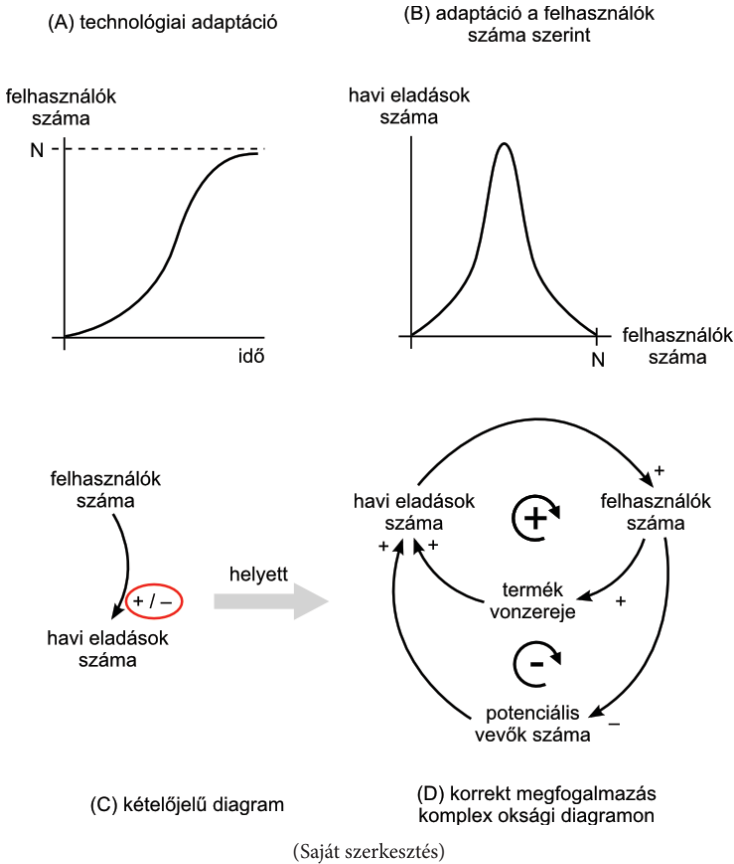 (A) technológiai adaptáció
(B) adaptáció a felhasználók
száma szerint
felhasználók
száma
N
idő
havi eladások
száma
felhasználók
száma
N
felhasználók
száma
+ / –
havi eladások
száma
helyett
havi eladások
száma
+
felhasználók
száma
+
+
+
termék
vonzereje
+
-
potenciális
vevők száma
–
(C) kételőjelű diagram
(D) korrekt megfogalmazás
komplex oksági diagramon
(Saját szerkesztés)